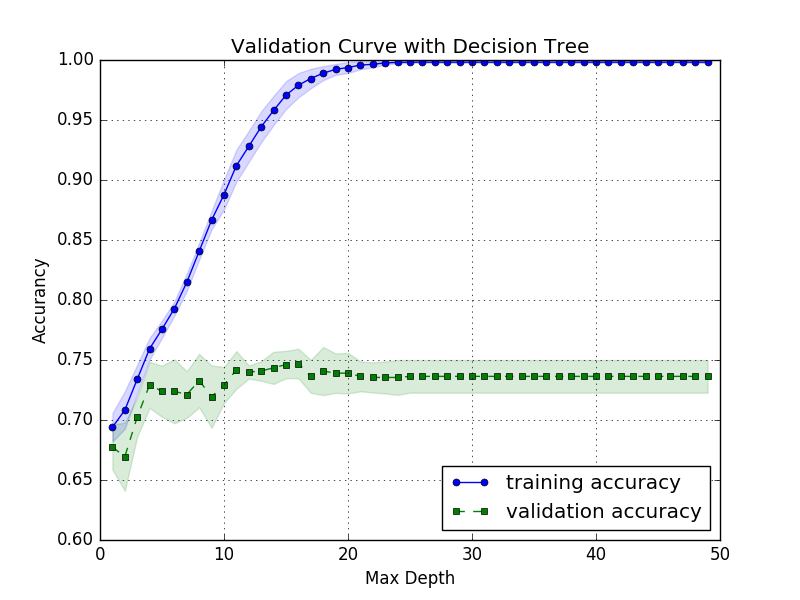 Validation Curve with Decision Tree
Accurancy
1.00
0.95
0.90
0.85
0.80
0.75
0.70
0.65
0.60
training accuracy
validation accuracy
0 10 20 30 40 50
Max Depth